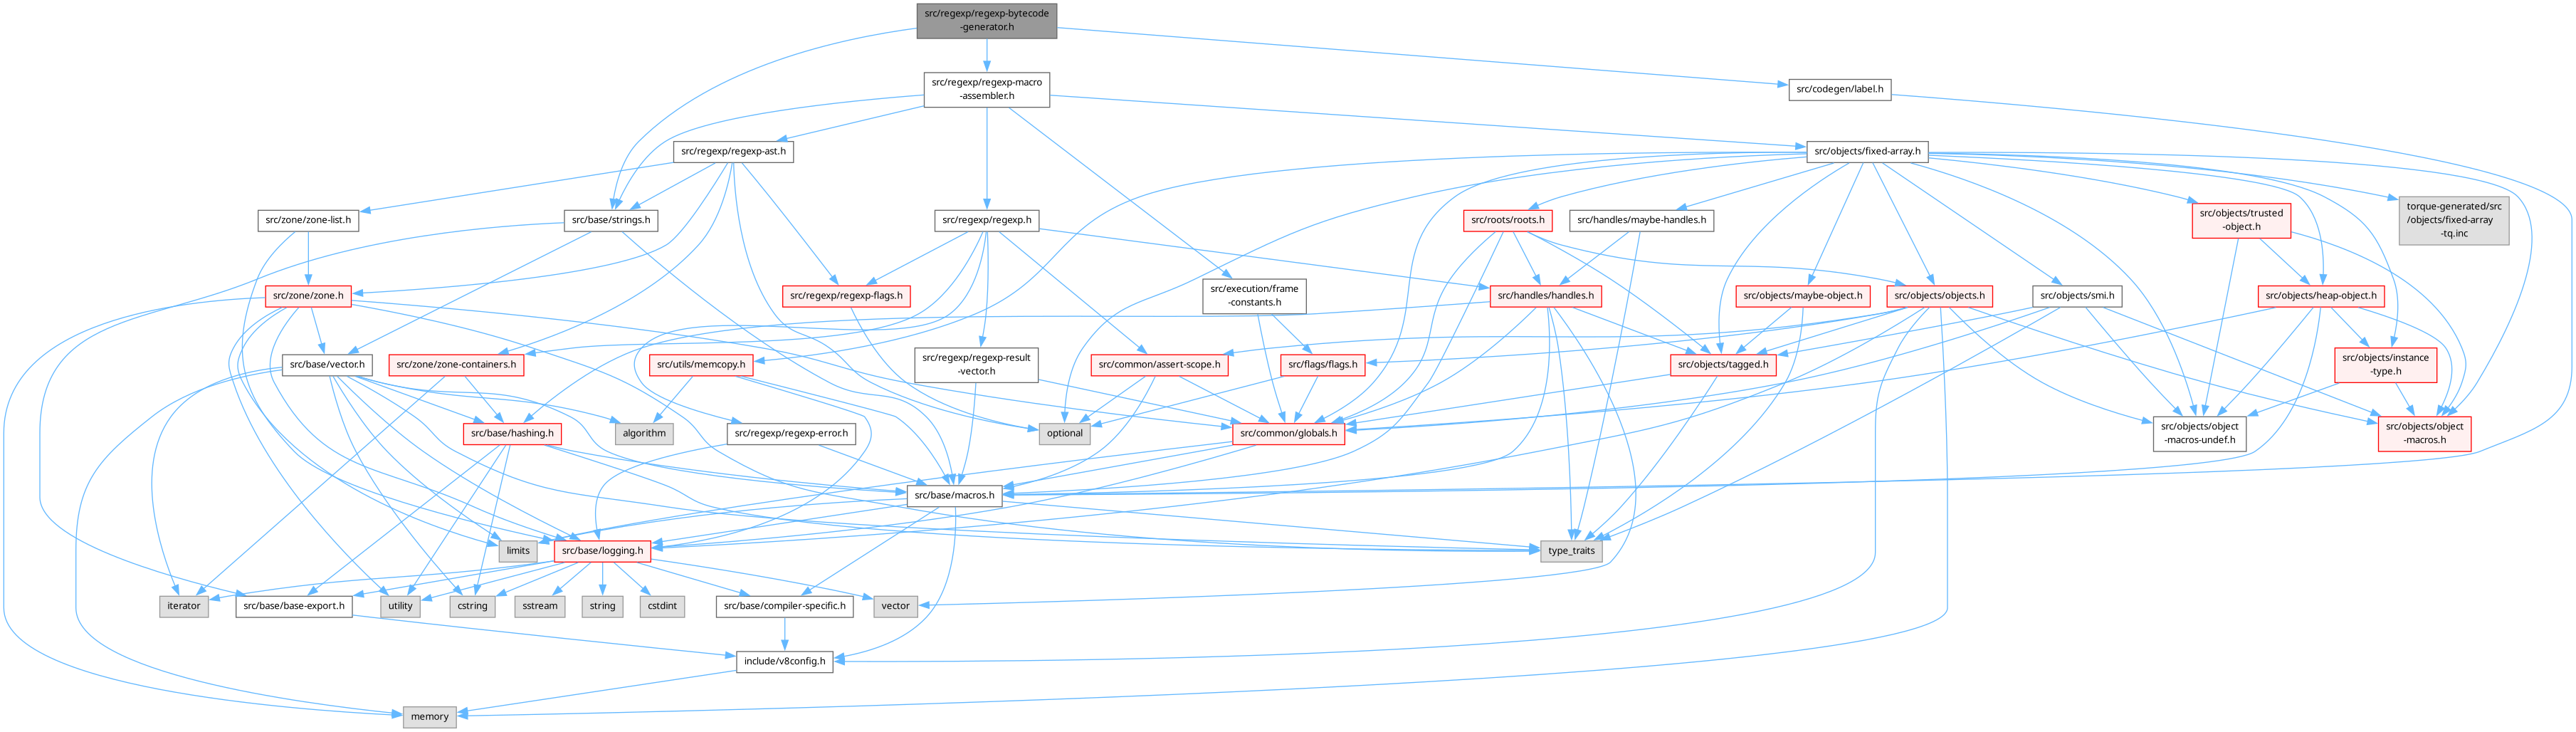 src/regexp/regexp-bytecode
-generator.h
src/regexp/regexp-macro
-assembler.h
src/codegen/label.h
src/regexp/regexp-ast.h
src/objects/fixed-array.h
src/zone/zone-list.h
src/base/strings.h
src/regexp/regexp.h
src/roots/roots.h
src/handles/maybe-handles.h
src/objects/trusted
-object.h
torque-generated/src
/objects/fixed-array
-tq.inc
src/zone/zone.h
src/regexp/regexp-flags.h
src/execution/frame
-constants.h
src/handles/handles.h
src/objects/maybe-object.h
src/objects/objects.h
src/objects/smi.h
src/objects/heap-object.h
src/base/vector.h
src/zone/zone-containers.h
src/utils/memcopy.h
src/regexp/regexp-result
-vector.h
src/common/assert-scope.h
src/flags/flags.h
src/objects/tagged.h
src/objects/instance
-type.h
src/base/hashing.h
algorithm
src/regexp/regexp-error.h
optional
src/common/globals.h
src/objects/object
-macros-undef.h
src/objects/object
-macros.h
src/base/macros.h
limits
src/base/logging.h
type_traits
iterator
src/base/base-export.h
utility
cstring
sstream
string
cstdint
src/base/compiler-specific.h
vector
include/v8config.h
memory